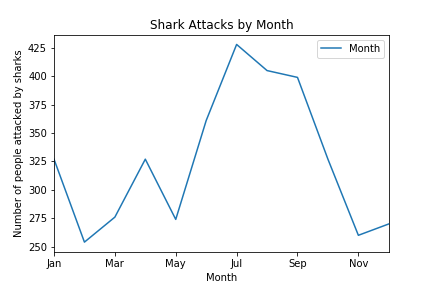 Shark Attacks by Month
Month
Number of people attacked by sharks
425
400
375
350
325
300
275
250
Jan Mar May Jul Sep Nov
Month